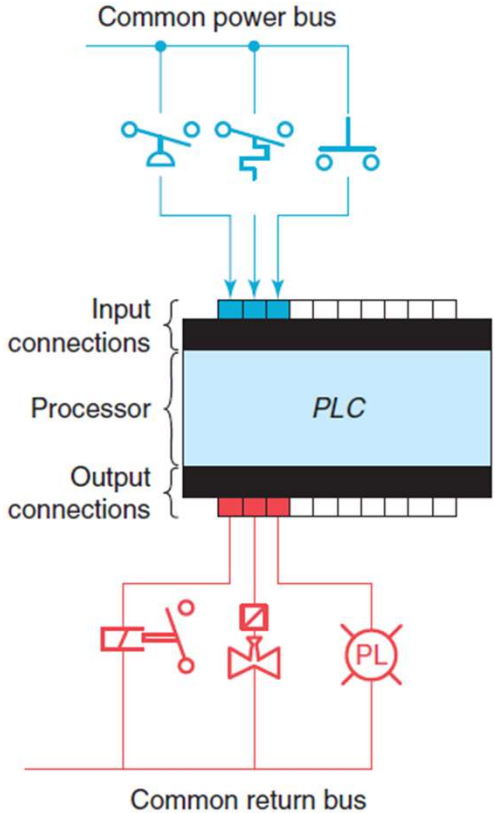 Common power bus
Input
connections
Processor
PLC
Output
connections
PL
Common return bus